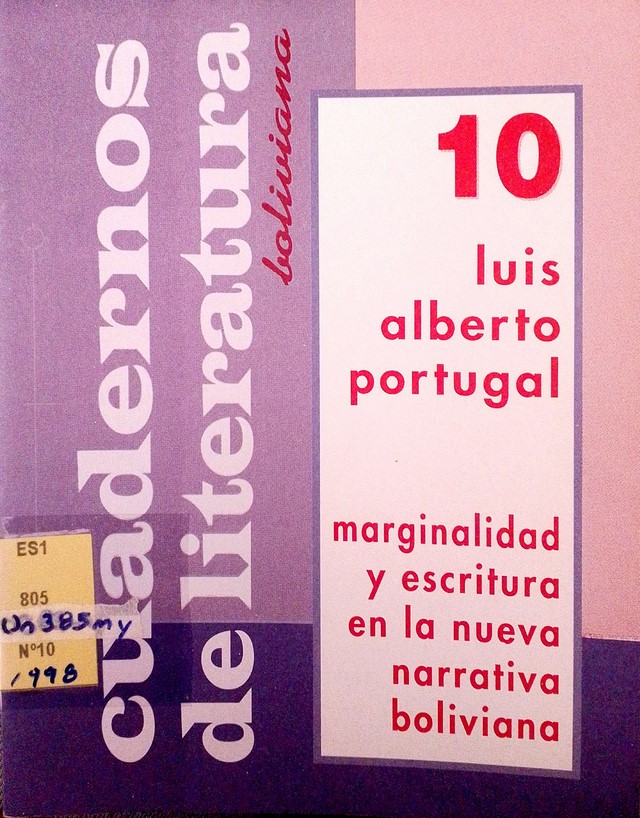 cuadernos
de literatura
boliviana
10
luis
alberto
portugal
marginalidad
y escritura
en la nueva
narrativa
boliviana
ES1
805
Un385my
N°10
1998